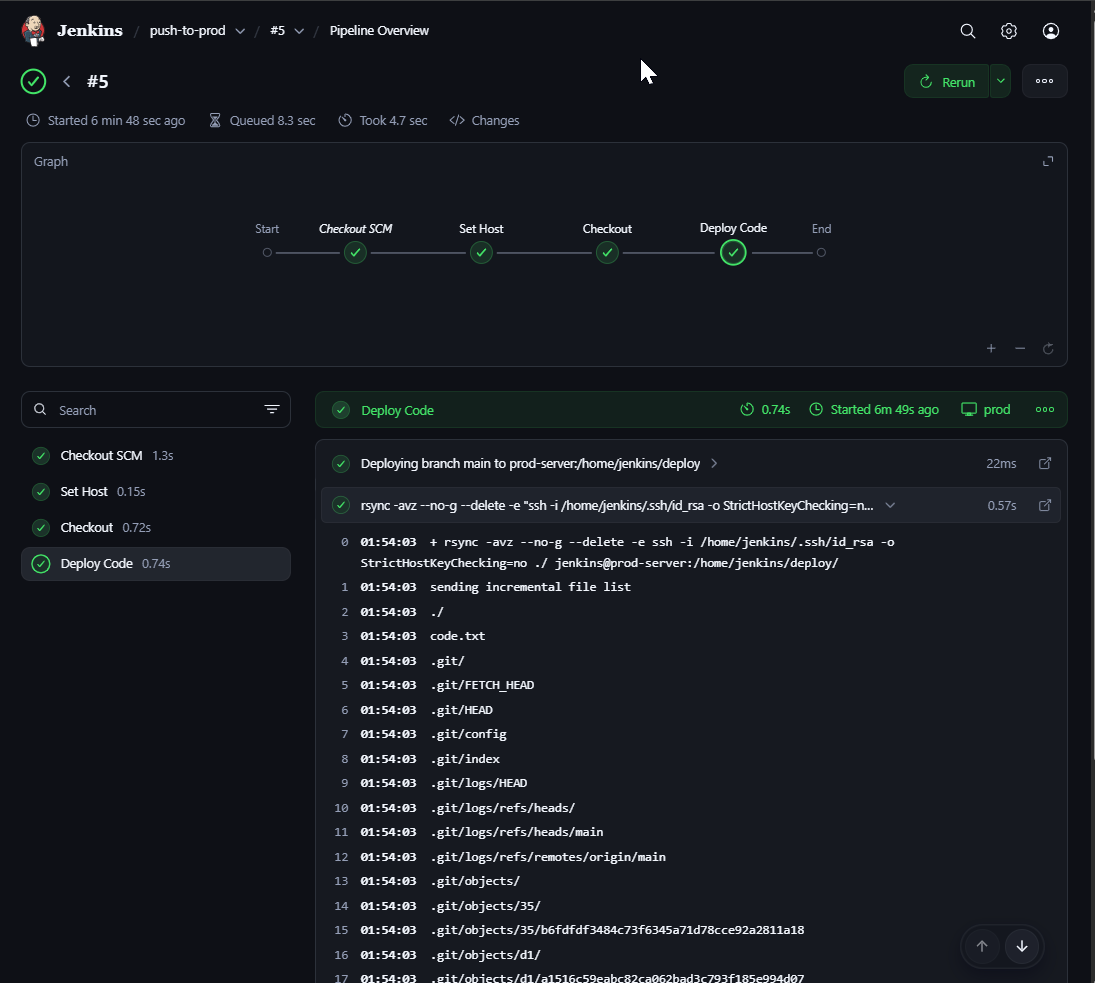 Jenkins / push-to-prod / #5 / Pipeline Overview
#5
Rerun
Started 6 min 48 sec ago Queued 8.3 sec Took 4.7 sec </> Changes
Graph
Start Checkout SCM Set Host Checkout Deploy Code End
Search
Checkout SCM 1.3s
Set Host 0.15s
Checkout 0.72s
Deploy Code 0.74s
Deploy Code 0.74s Started 6m 49s ago prod
Deploying branch main to prod-server:/home/jenkins/deploy 22ms
rsync -avz --no-g --delete -e "ssh -i /home/jenkins/.ssh/id_rsa -o StrictHostKeyChecking=n... 0.57s
0 01:54:03 + rsync -avz --no-g --delete -e ssh -i /home/jenkins/.ssh/id_rsa -o
StrictHostKeyChecking=no ./ jenkins@prod-server:/home/jenkins/deploy/
1 01:54:03 sending incremental file list
2 01:54:03 ./
3 01:54:03 code.txt
4 01:54:03 .git/
5 01:54:03 .git/FETCH_HEAD
6 01:54:03 .git/HEAD
7 01:54:03 .git/config
8 01:54:03 .git/index
9 01:54:03 .git/logs/HEAD
10 01:54:03 .git/logs/refs/heads/
11 01:54:03 .git/logs/refs/heads/main
12 01:54:03 .git/logs/refs/remotes/origin/main
13 01:54:03 .git/objects/
14 01:54:03 .git/objects/35/
15 01:54:03 .git/objects/35/b6fdfdf3484c73f6345a71d78cce92a2811a18
16 01:54:03 .git/objects/d1/
17 01:54:03 .git/objects/d1/a1516c59eabc82ca062bad3c793f185e994d07